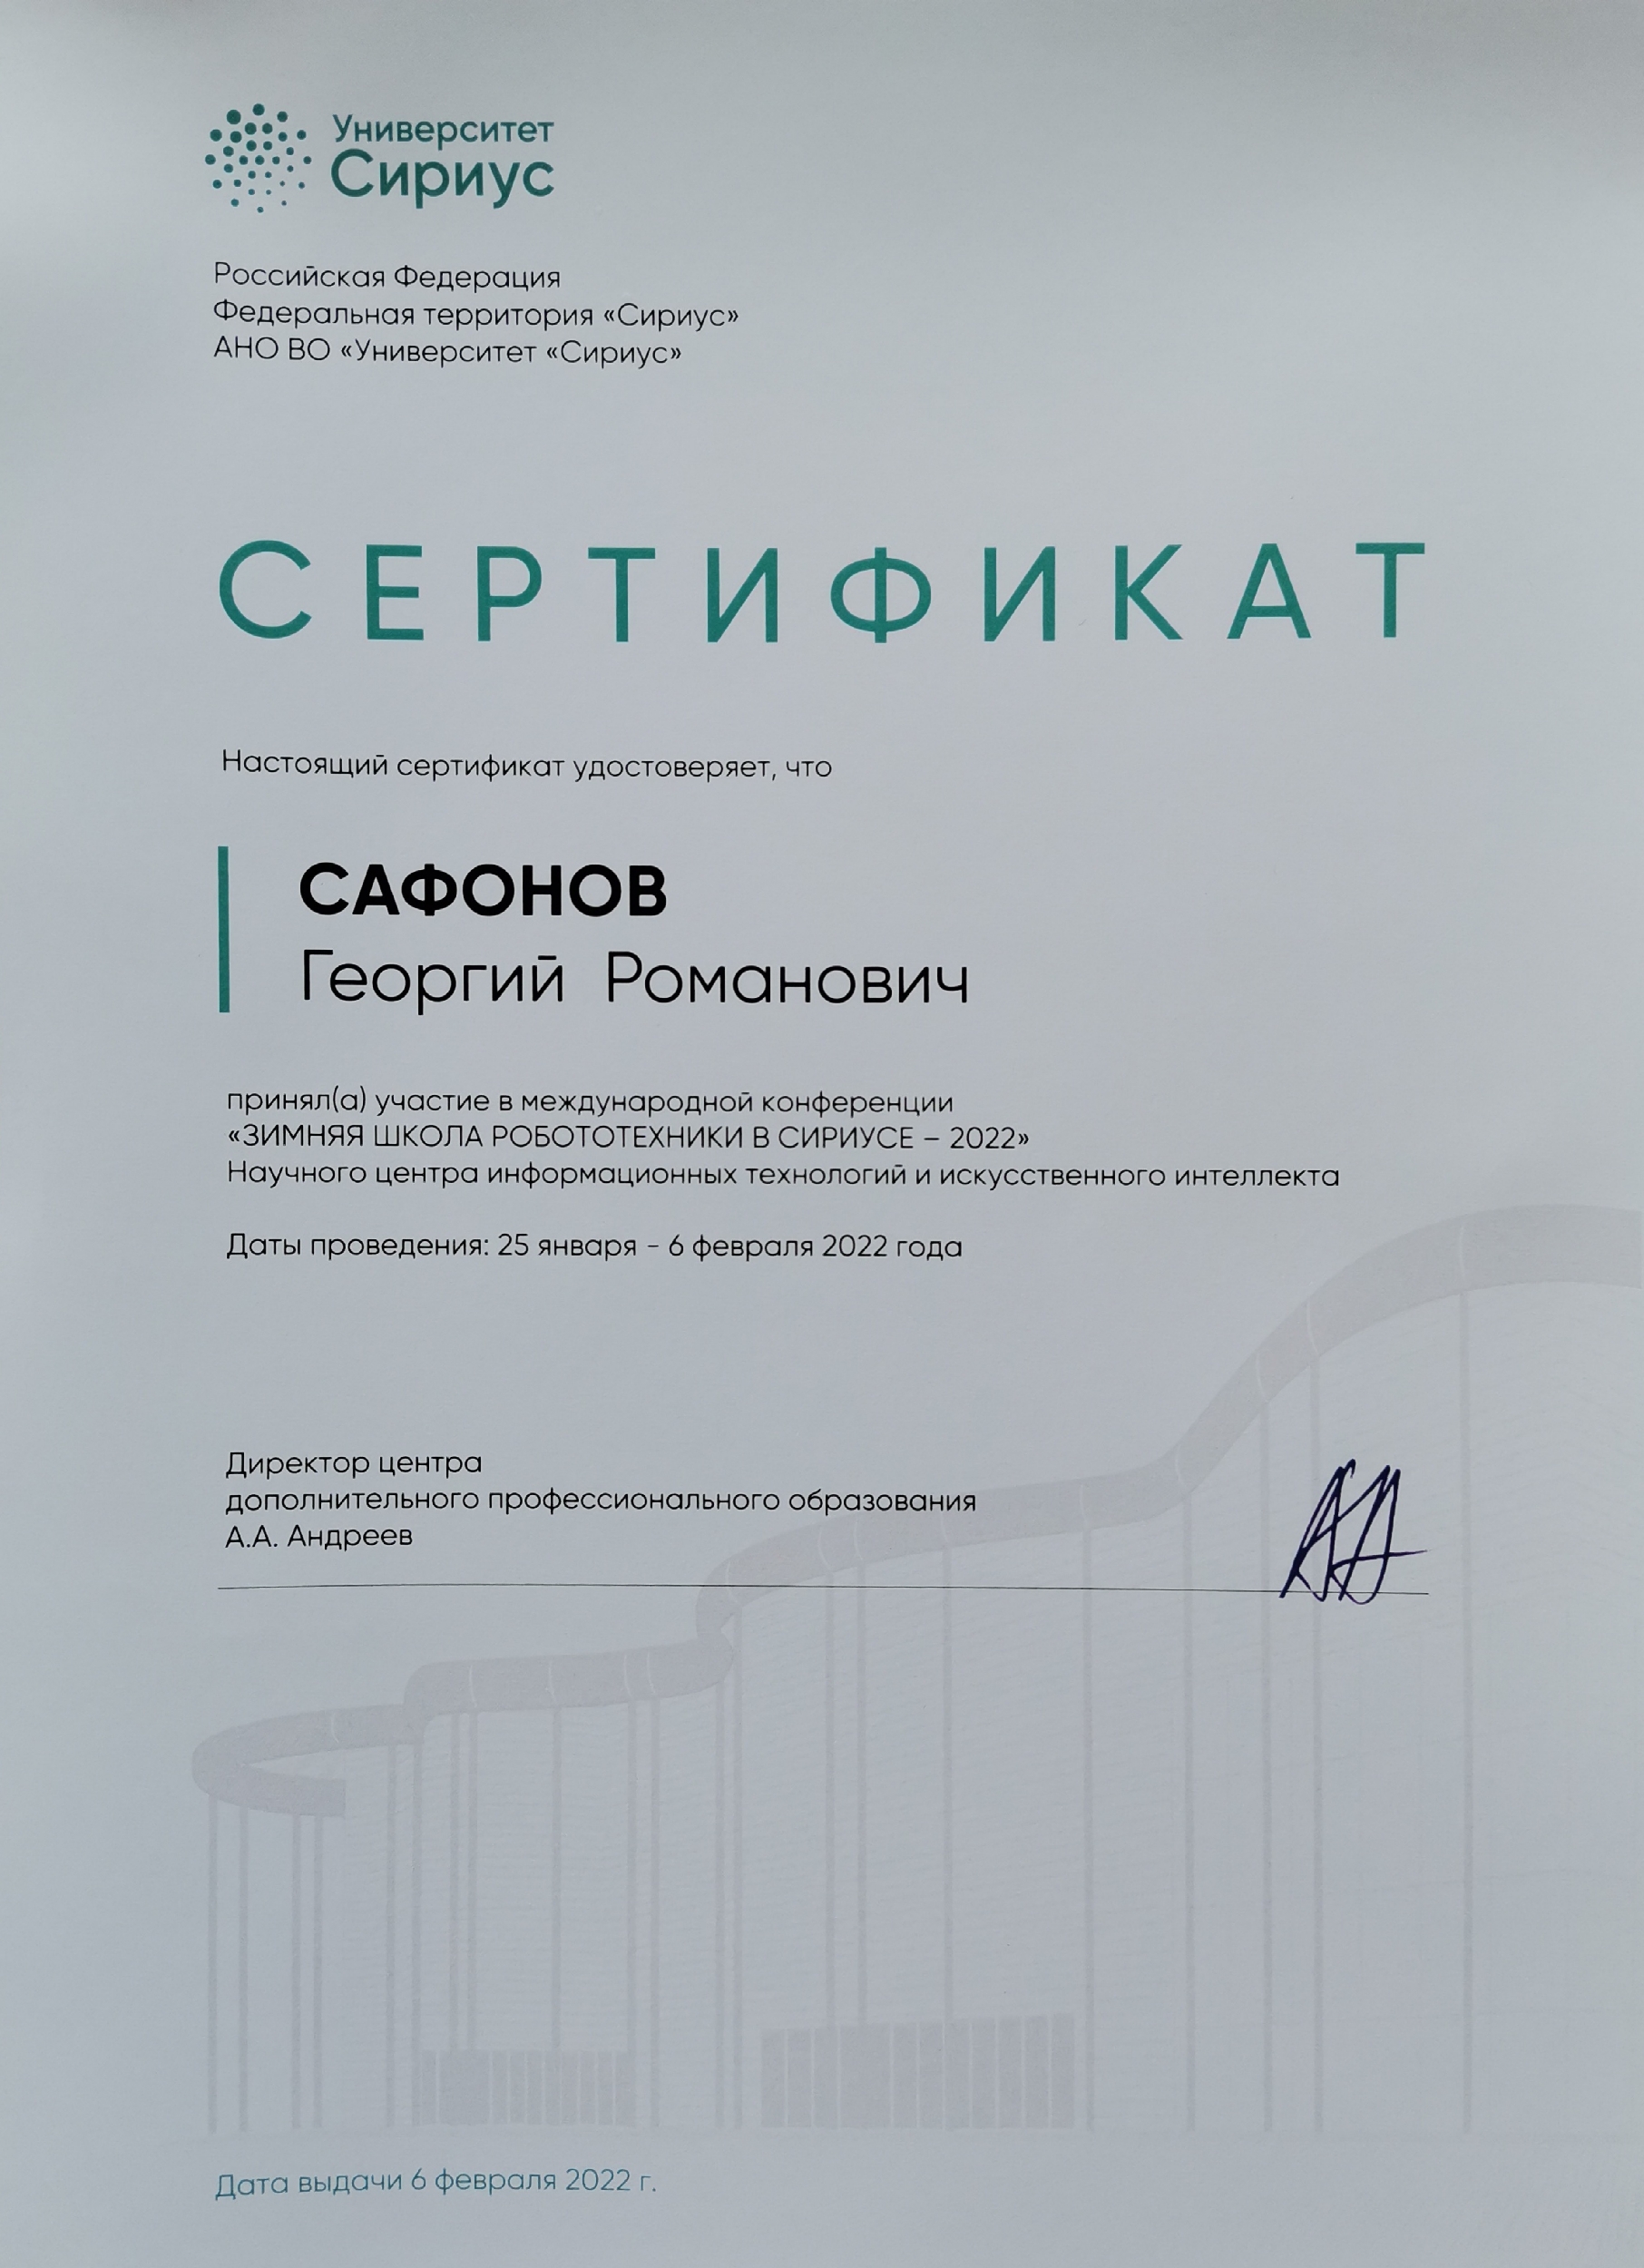 Университет
Сириус
Российская Федерация
Федеральная территория «Сириус»
АНО ВО «Университет «Сириус»
СЕРТИФИКАТ
Настоящий сертификат удостоверяет, что
САФОНОВ
Георгий Романович
принял(а) участие в международной конференции
«ЗИМНЯЯ ШКОЛА РОБОТОТЕХНИКИ В СИРИУСЕ – 2022»
Научного центра информационных технологий и искусственного интеллекта
Даты проведения: 25 января - 6 февраля 2022 года
Директор центра
дополнительного профессионального образования
А.А. Андреев
Дата выдачи 6 февраля 2022 г.